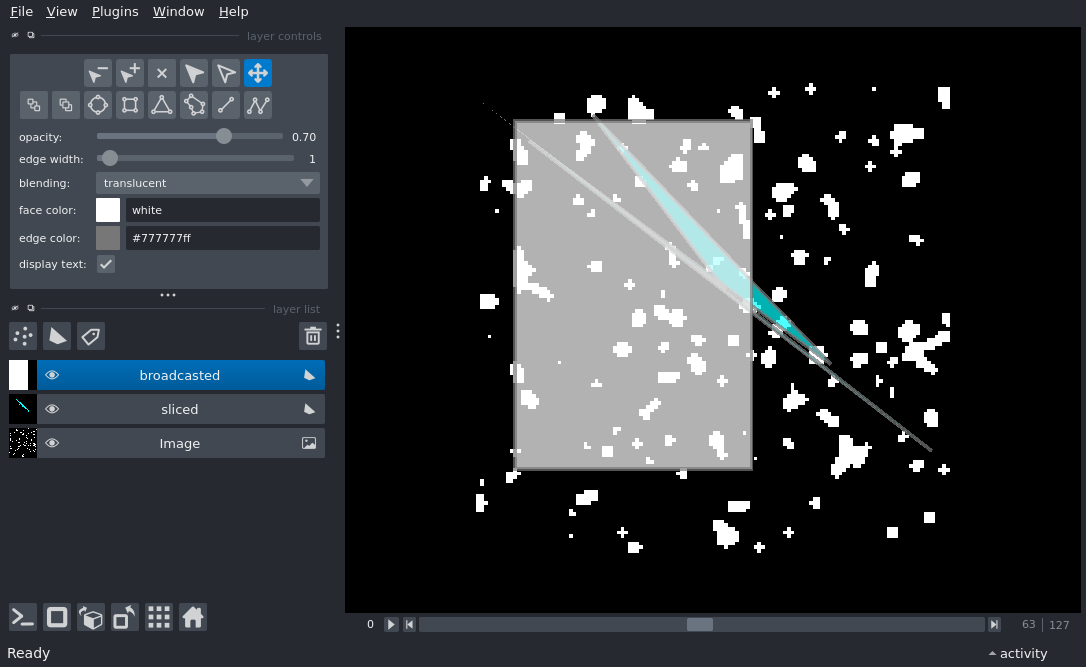 File View Plugins Window Help
layer controls
opacity: 0.70
edge width: 1
blending: translucent
face color: white
edge color: #777777ff
display text:
layer list
broadcasted
sliced
Image
0 63 127
Ready activity